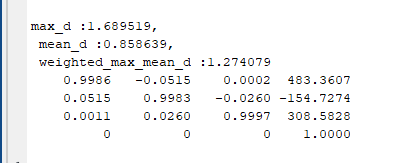 max_d :1.689519,
mean_d :0.858639,
weighted_max_mean_d :1.274079
0.9986 -0.0515 0.0002 483.3607
0.0515 0.9983 -0.0260 -154.7274
0.0011 0.0260 0.9997 308.5828
0 0 0 1.0000